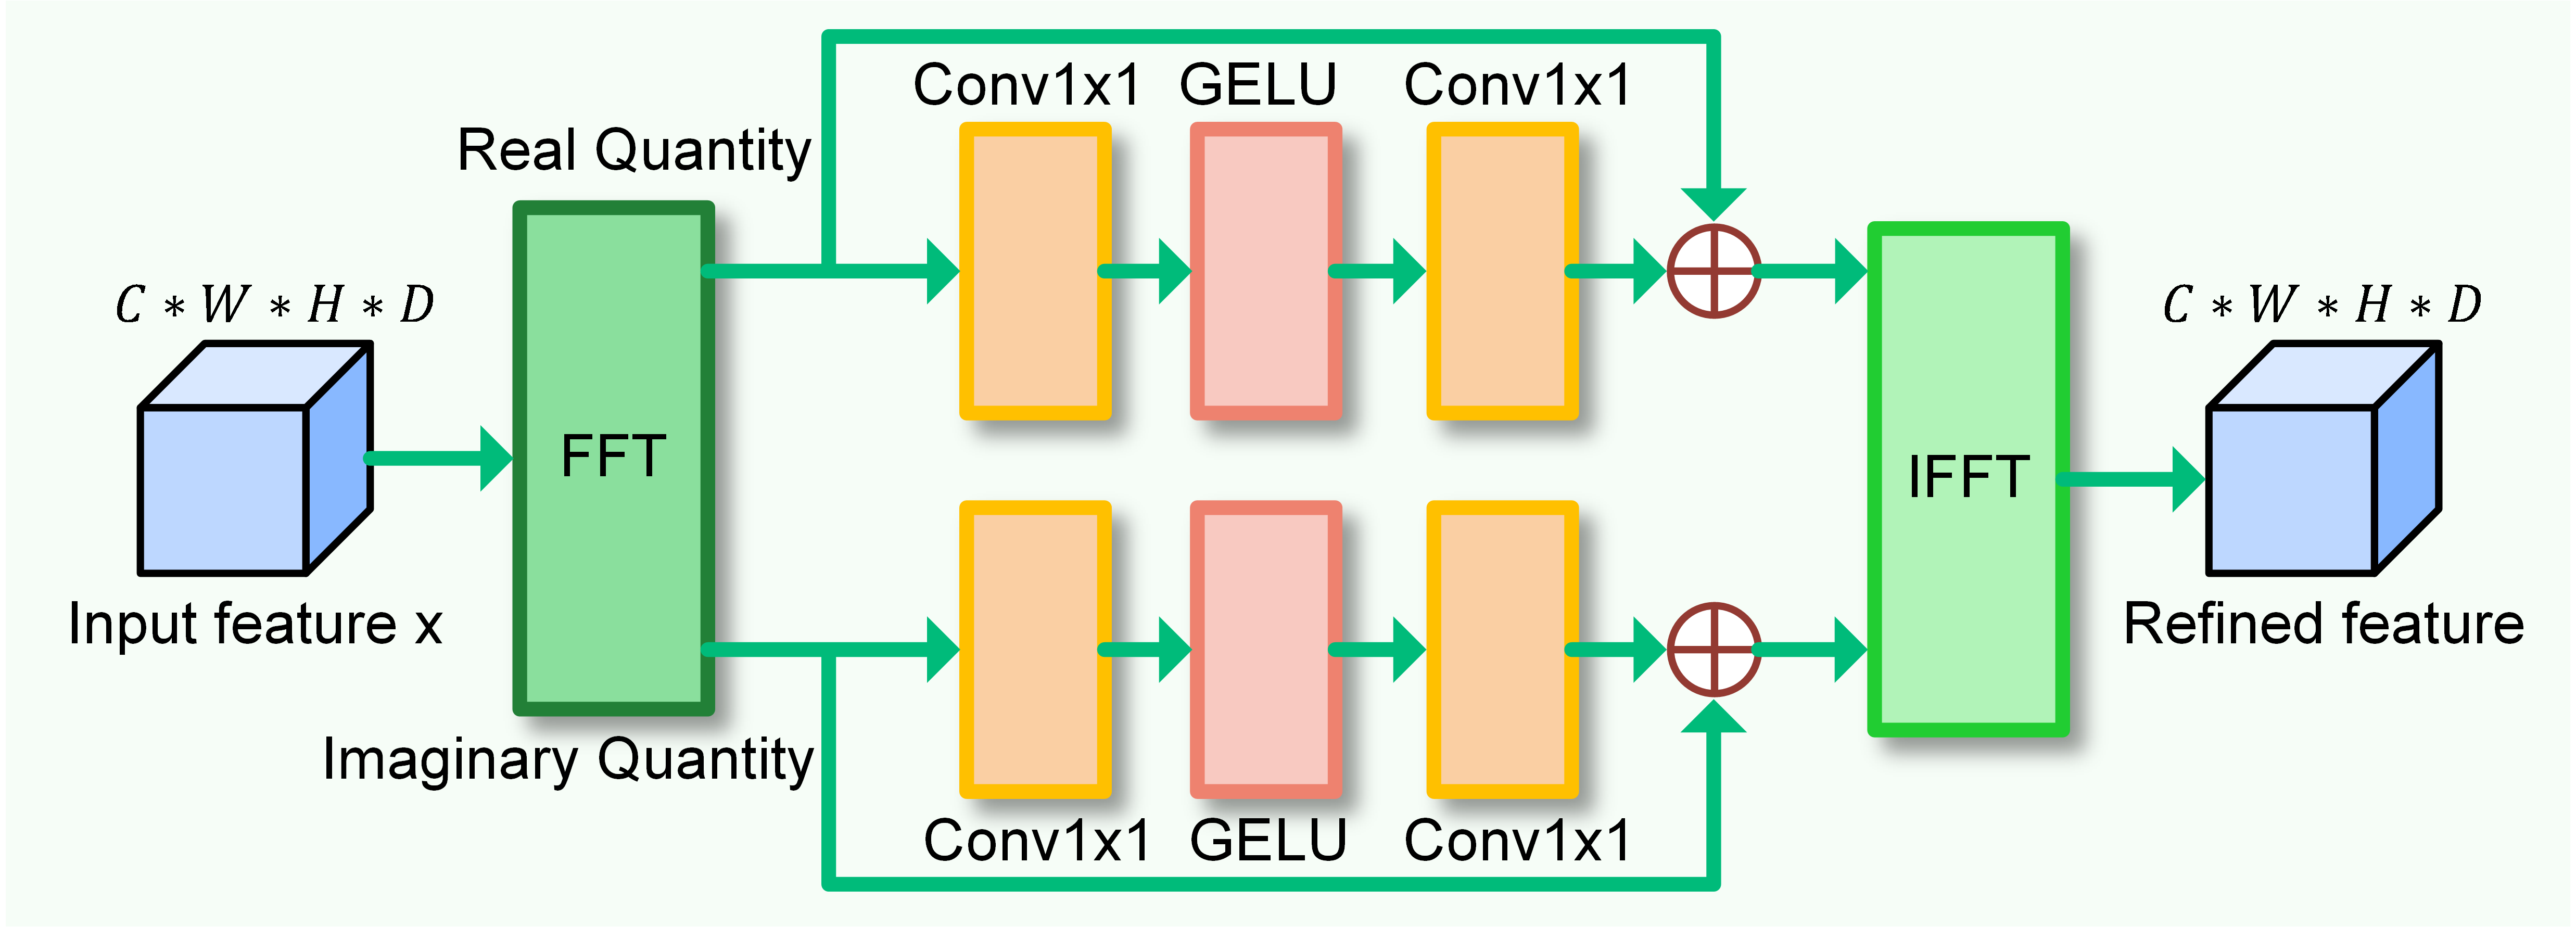 Conv1x1 GELU Conv1x1
Real Quantity
C * W * H * D
C * W * H * D
FFT
IFFT
Input feature x
Refined feature
Imaginary Quantity
Conv1x1 GELU Conv1x1